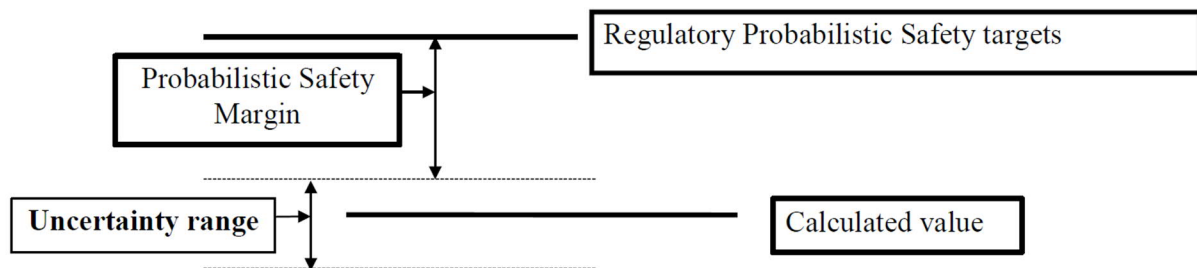 Regulatory Probabilistic Safety targets
Probabilistic Safety
Margin
Uncertainty range
Calculated value